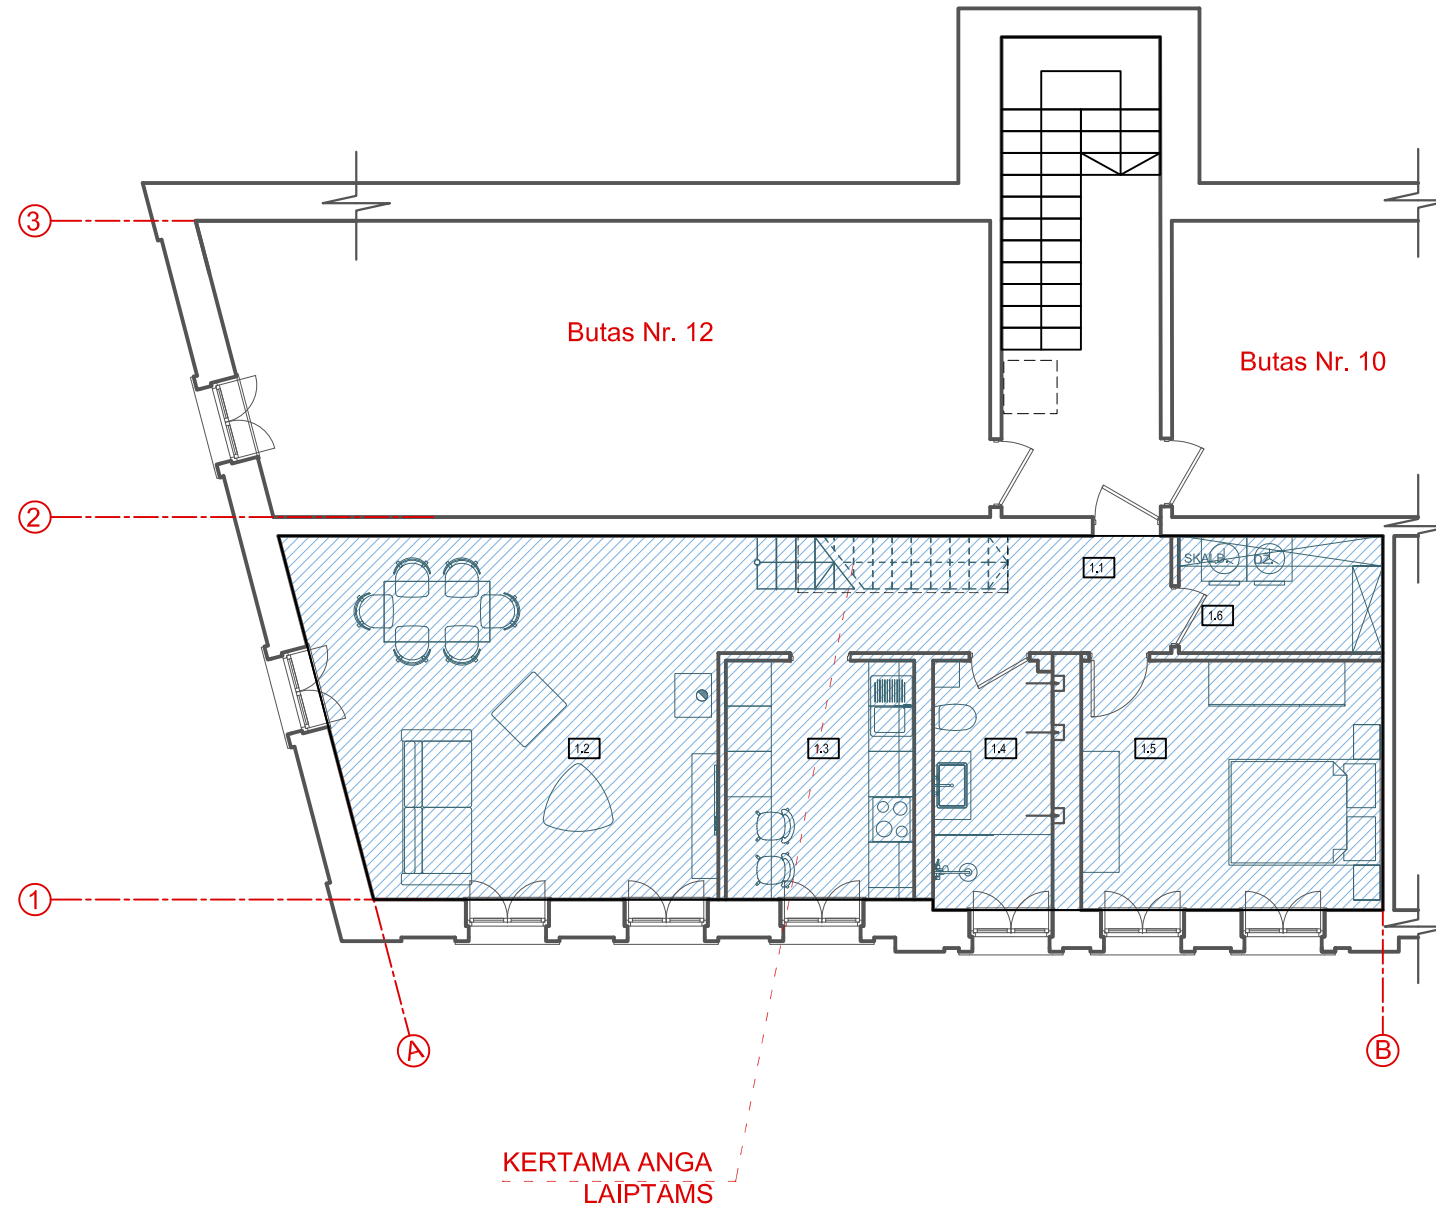 3
Butas Nr. 12
Butas Nr. 10
2
SKALB.
DŽ.
1.1
1.6
1.2
1.3
1.4
1.5
1
A
B
KERTAMA ANGA
LAIPTAMS